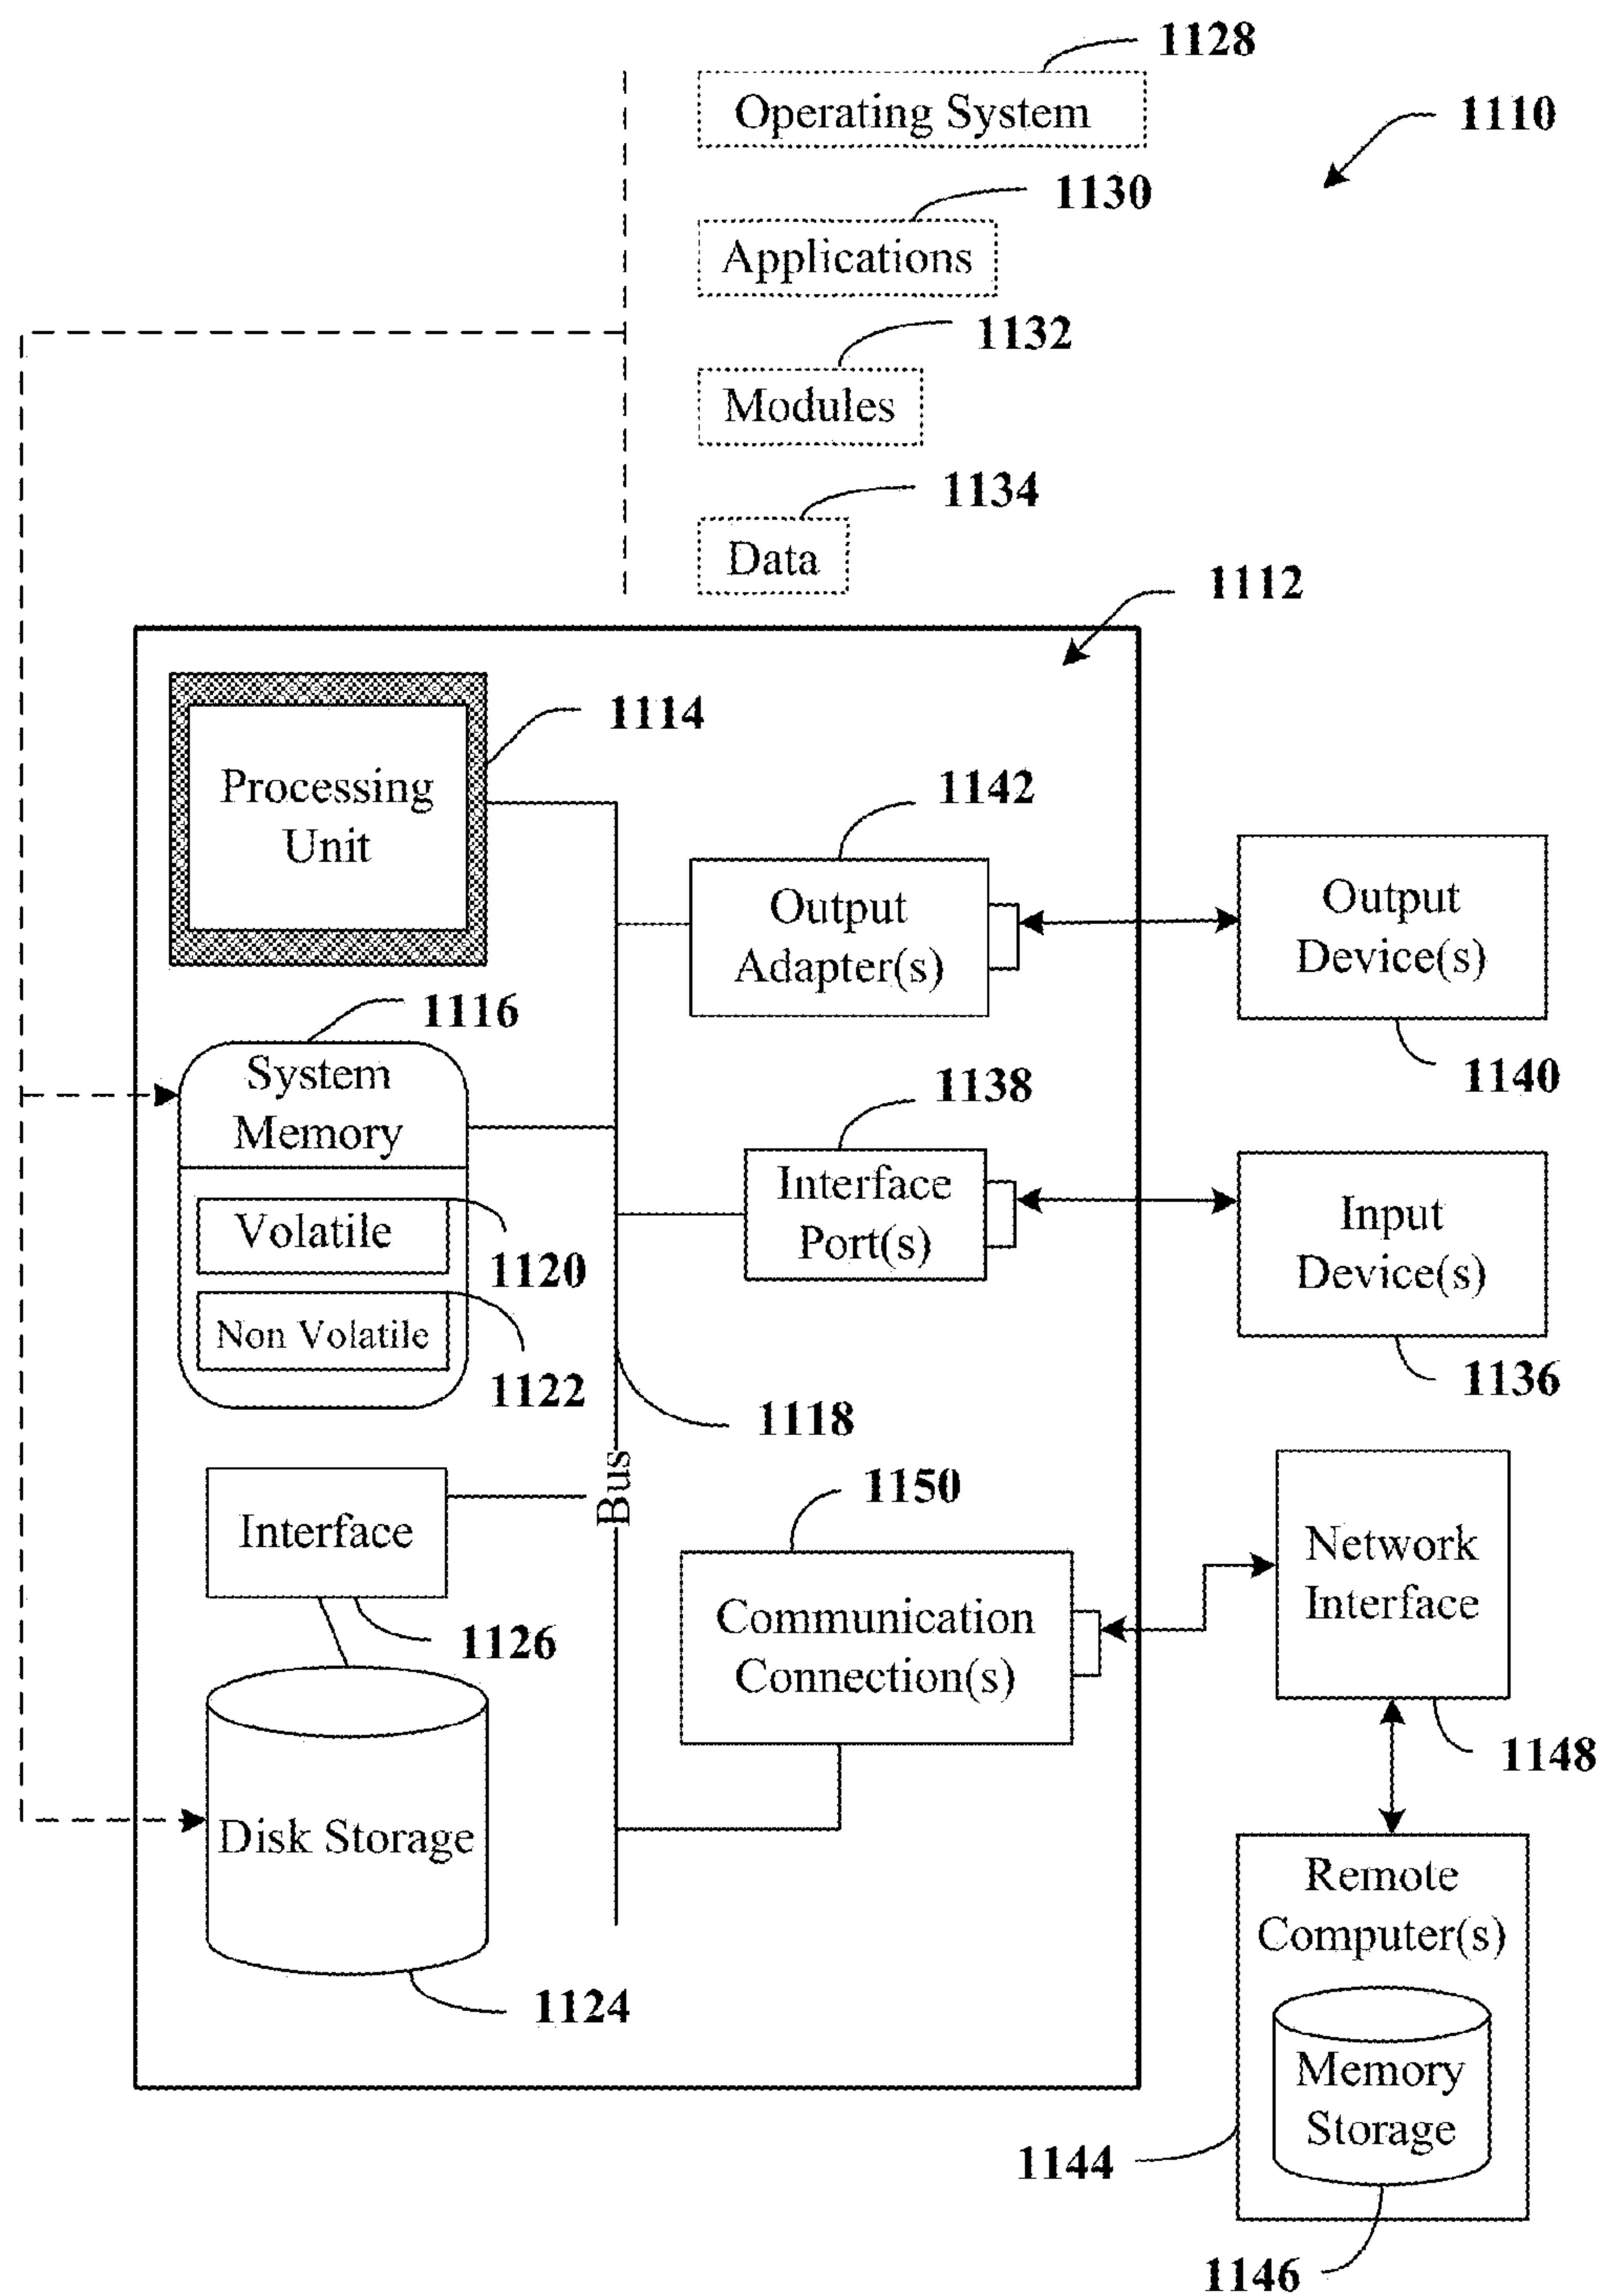 1128
Operating System
1110
1130
Applications
1132
Modules
1134
Data
1112
1114
Processing
Unit
1142
Output
Adapter(s)
Output
Device(s)
1140
1116
System
Memory
Volatile
1120
Non Volatile
1122
1138
Interface
Port(s)
Input
Device(s)
1136
1118
Bus
Interface
1126
1150
Communication
Connection(s)
Network
Interface
1148
Disk Storage
1124
Remote
Computer(s)
Memory
Storage
1144
1146